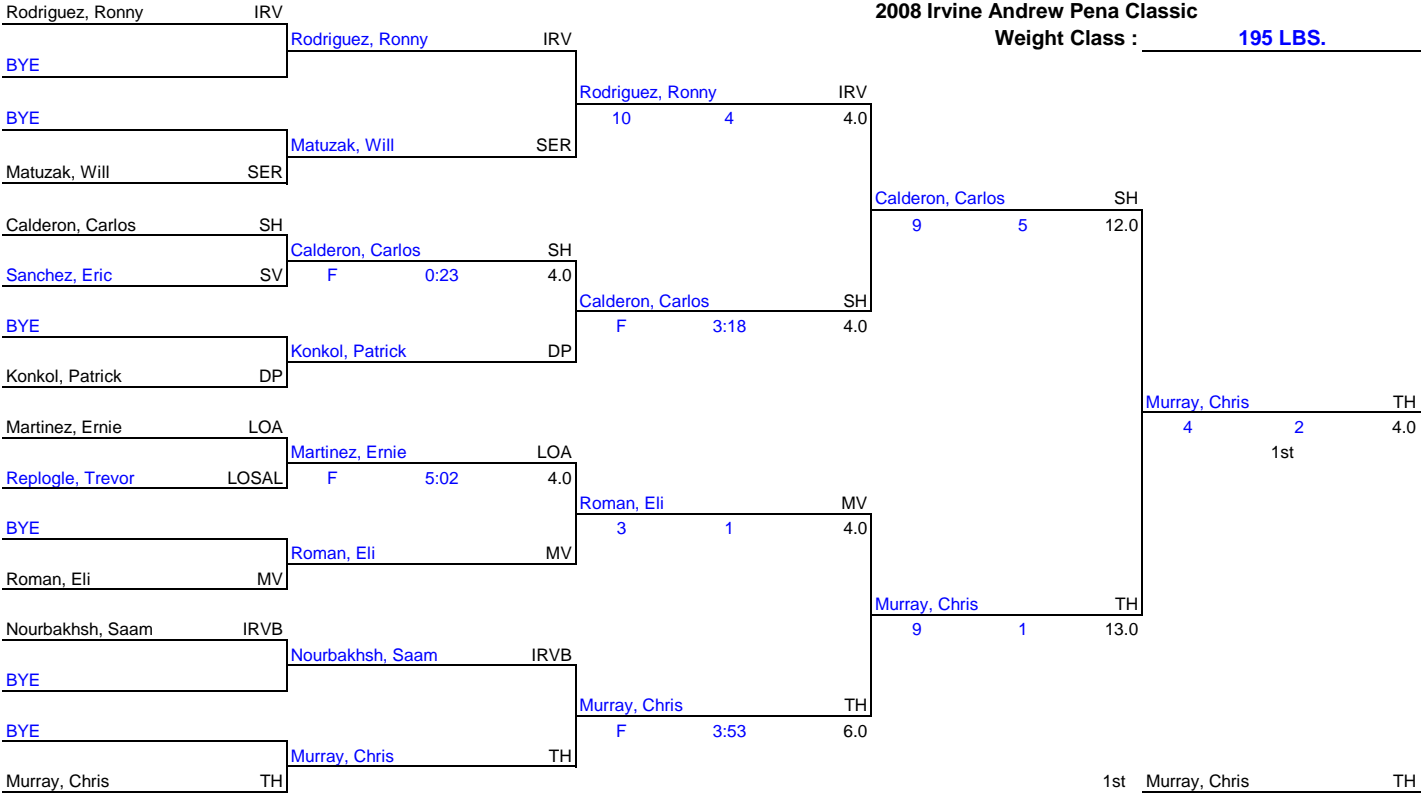 2008 Irvine Andrew Pena Classic
Weight Class : 195 LBS.
Rodriguez, Ronny IRV
BYE
BYE
Matuzak, Will SER
Calderon, Carlos SH
Sanchez, Eric SV
BYE
Konkol, Patrick DP
Martinez, Ernie LOA
Replogle, Trevor LOSAL
BYE
Roman, Eli MV
Nourbakhsh, Saam IRVB
BYE
BYE
Murray, Chris TH
Rodriguez, Ronny IRV
Matuzak, Will SER
Calderon, Carlos SH
F 0:23 4.0
Konkol, Patrick DP
Martinez, Ernie LOA
F 5:02 4.0
Roman, Eli MV
Nourbakhsh, Saam IRVB
Murray, Chris TH
Rodriguez, Ronny IRV
10 4 4.0
Calderon, Carlos SH
F 3:18 4.0
Roman, Eli MV
3 1 4.0
Murray, Chris TH
F 3:53 6.0
Calderon, Carlos SH
9 5 12.0
Murray, Chris TH
9 1 13.0
Murray, Chris TH
4 2 4.0
1st
1st Murray, Chris TH